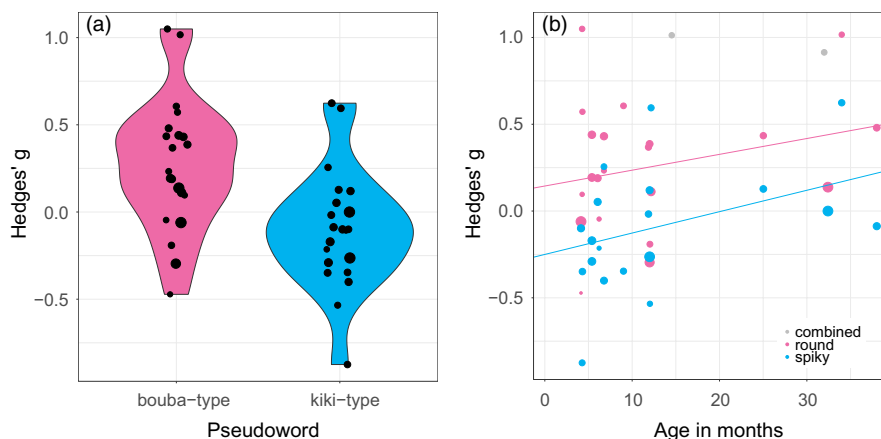 (a)
1.0
0.5
0.0
−0.5
Hedges' g
bouba−type kiki−type
Pseudoword
(b)
1.0
0.5
0.0
−0.5
Hedges' g
combined
round
spiky
0 10 20 30
Age in months